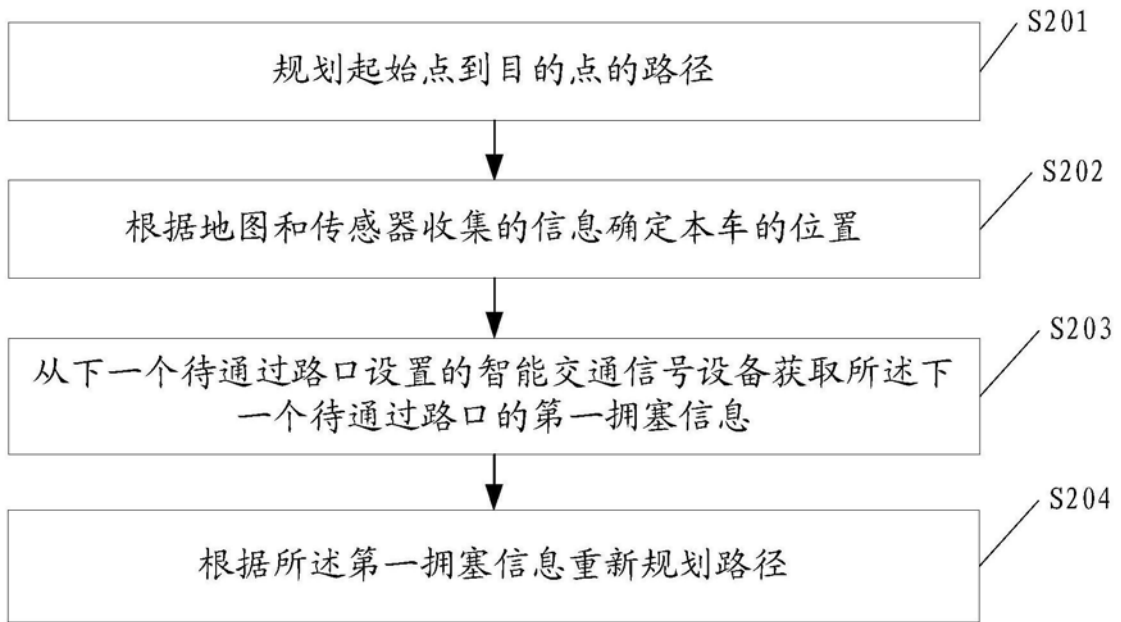 S201
规划起始点到目的点的路径
S202
根据地图和传感器收集的信息确定本车的位置
S203
从下一个待通过路口设置的智能交通信号设备获取所述下
一个待通过路口的第一拥塞信息
S204
根据所述第一拥塞信息重新规划路径